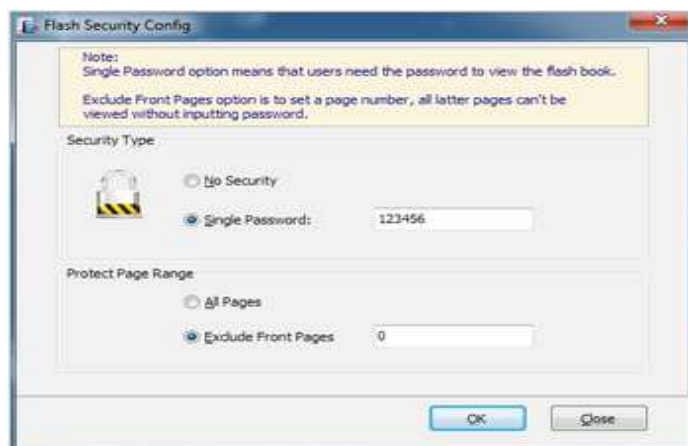 Flash Security Config
Note:
Single Password option means that users need the password to view the flash book.
Exclude Front Pages option is to set a page number, all latter pages can't be
viewed without inputting password.
Security Type
No Security
Single Password: 123456
Protect Page Range
All Pages
Exclude Front Pages 0
OK Close